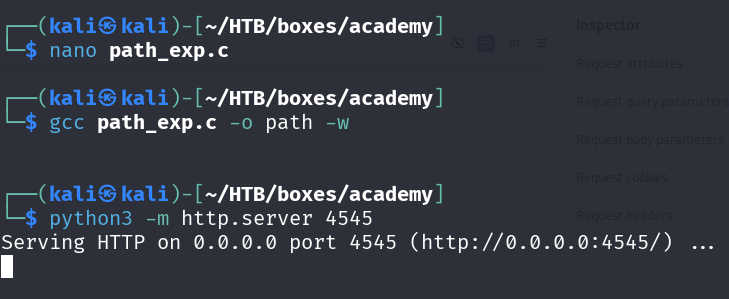 ┌──(kali㉿kali)-[~/HTB/boxes/academy]
└─$ nano path_exp.c
┌──(kali㉿kali)-[~/HTB/boxes/academy]
└─$ gcc path_exp.c -o path -w
┌──(kali㉿kali)-[~/HTB/boxes/academy]
└─$ python3 -m http.server 4545
Serving HTTP on 0.0.0.0 port 4545 (http://0.0.0.0:4545/) ...
Inspector
Request attributes
Request query parameters
Request body parameters
Request cookies
Request headers